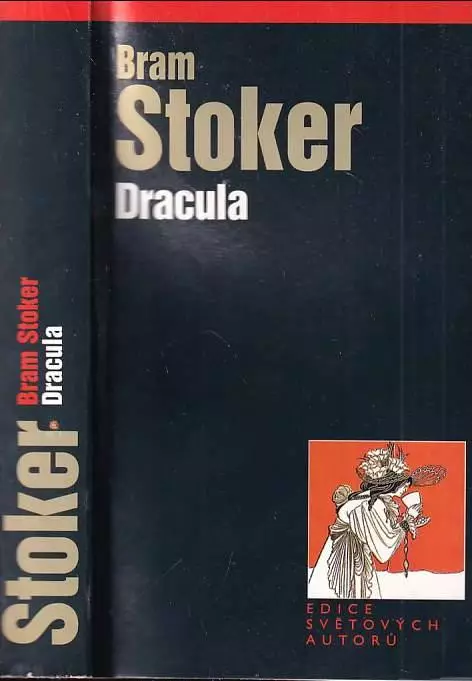 Bram
Stoker
Dracula
EDICE
SVĚTOVÝCH
AUTORŮ
Stoker
Bram Stoker
Dracula